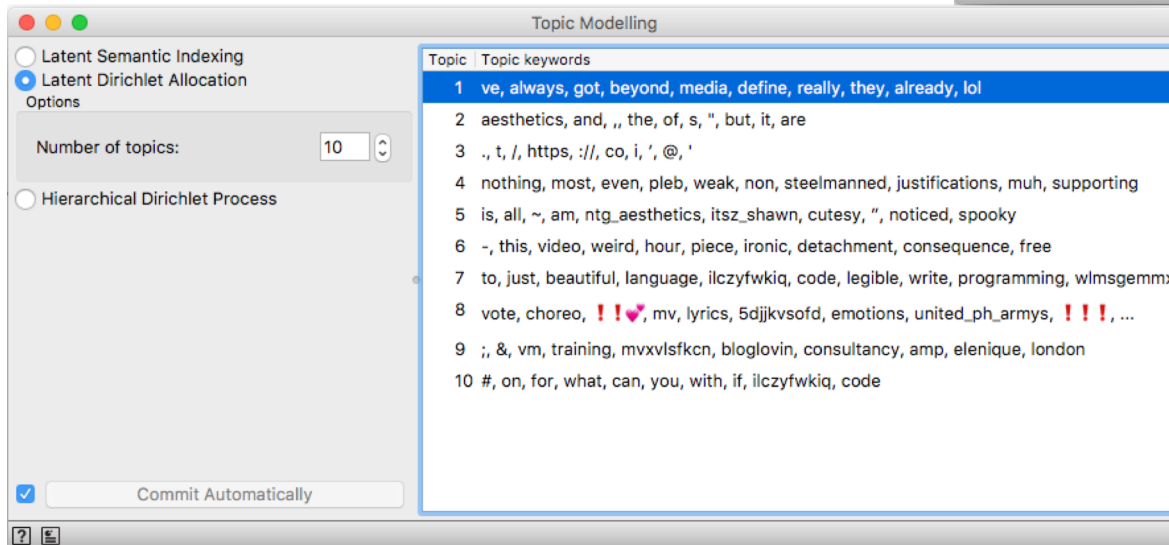 Topic Modelling
Latent Semantic Indexing
Latent Dirichlet Allocation
Options
Number of topics: 10
Hierarchical Dirichlet Process
Commit Automatically
Topic Topic keywords
1 ve, always, got, beyond, media, define, really, they, already, lol
2 aesthetics, and, ,, the, of, s, ", but, it, are
3 ., t, /, https, ://, co, i, ’, @, '
4 nothing, most, even, pleb, weak, non, steelmanned, justifications, muh, supporting
5 is, all, ~, am, ntg_aesthetics, itsz_shawn, cutesy, ”, noticed, spooky
6 -, this, video, weird, hour, piece, ironic, detachment, consequence, free
7 to, just, beautiful, language, ilczyfwkiq, code, legible, write, programming, wlmsgemmx
8 vote, choreo, ❗❗💕, mv, lyrics, 5djjkvsofd, emotions, united_ph_armys, ❗❗❗, ...
9 ;, &, vm, training, mvxvlsfkcn, bloglovin, consultancy, amp, elenique, london
10 #, on, for, what, can, you, with, if, ilczyfwkiq, code
?